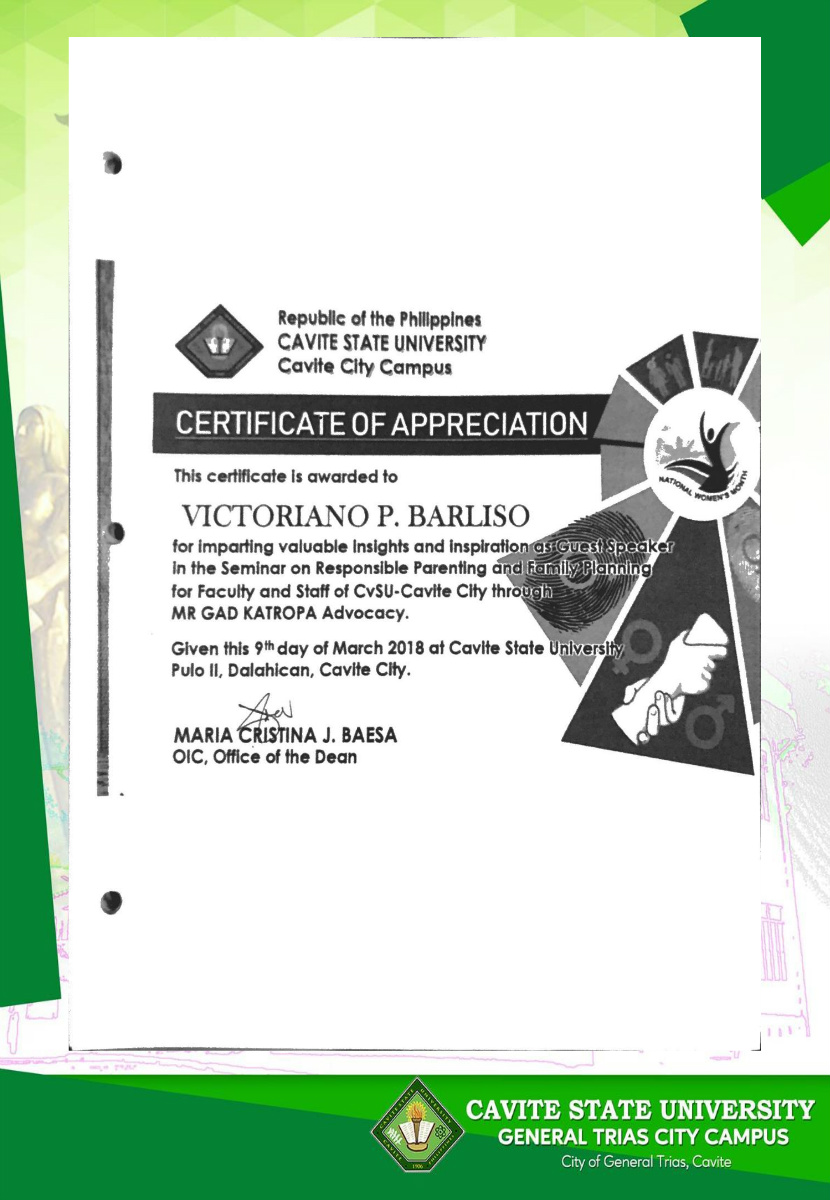 Republic of the Philippines
CAVITE STATE UNIVERSITY
Cavite City Campus
CERTIFICATE OF APPRECIATION
NATIONAL WOMEN'S MONTH
This certificate is awarded to
VICTORIANO P. BARLISO
for imparting valuable insights and inspiration as Guest Speaker
in the Seminar on Responsible Parenting and Family Planning
for Faculty and Staff of CvSU-Cavite City through
MR GAD KATROPA Advocacy.
Given this 9th day of March 2018 at Cavite State University
Pulo II, Dalahican, Cavite City.
MARIA CRISTINA J. BAESA
OIC, Office of the Dean
CAVITE STATE UNIVERSITY
GENERAL TRIAS CITY CAMPUS
City of General Trias, Cavite
1906